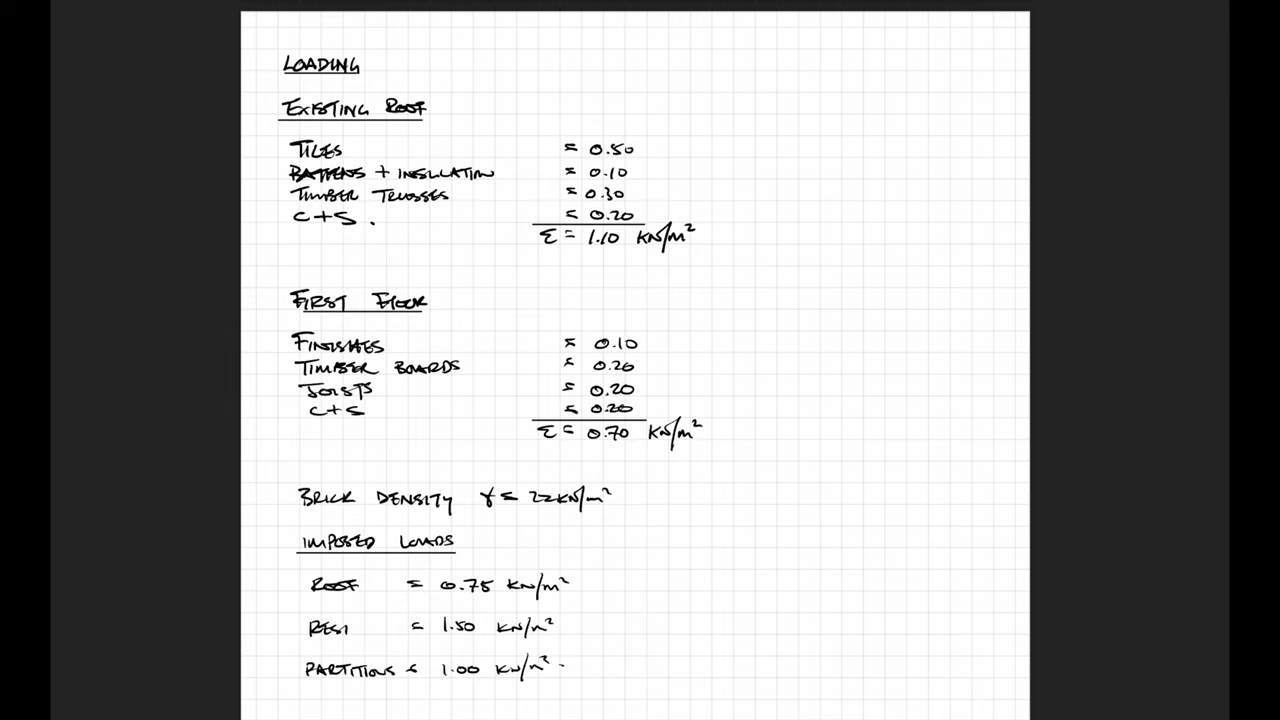 LOADING
EXISTING ROOF
TILES = 0.50
BATTENS + INSULATION = 0.10
TIMBER TRUSSES = 0.30
C+S. = 0.20
Σ = 1.10 KN/m²
FIRST FLOOR
FINISHES = 0.10
TIMBER BOARDS = 0.20
JOISTS = 0.20
C+S = 0.20
Σ = 0.70 KN/m²
BRICK DENSITY γ = 22KN/m²
IMPOSED LOADS
ROOF = 0.75 KN/m²
RESI = 1.50 KN/m²
PARTITIONS = 1.00 KN/m².